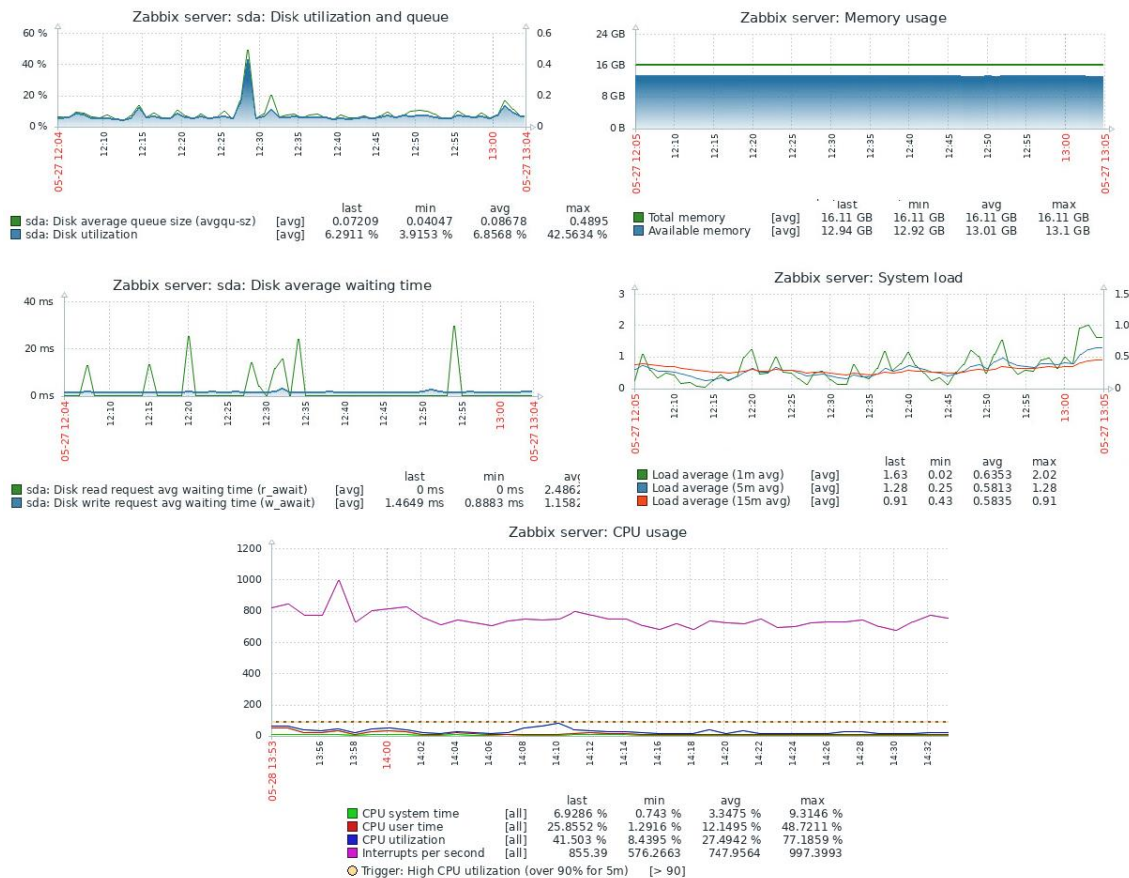 Zabbix server: sda: Disk utilization and queue
60 % 0.6
40 % 0.4
20 % 0.2
0 % 0
05-27 12:04 12:10 12:15 12:20 12:25 12:30 12:35 12:40 12:45 12:50 12:55 13:00 05-27 13:04
last min avg max
sda: Disk average queue size (avgqu-sz) [avg] 0.07209 0.04047 0.08678 0.4895
sda: Disk utilization [avg] 6.2911 % 3.9153 % 6.8568 % 42.5634 %
Zabbix server: Memory usage
24 GB
16 GB
8 GB
0 B
05-27 12:05 12:10 12:15 12:20 12:25 12:30 12:35 12:40 12:45 12:50 12:55 13:00 05-27 13:05
last min avg max
Total memory [avg] 16.11 GB 16.11 GB 16.11 GB 16.11 GB
Available memory [avg] 12.94 GB 12.92 GB 13.01 GB 13.1 GB
Zabbix server: sda: Disk average waiting time
40 ms
20 ms
0 ms
05-27 12:04 12:10 12:15 12:20 12:25 12:30 12:35 12:40 12:45 12:50 12:55 13:00 05-27 13:04
last min avg
sda: Disk read request avg waiting time (r_await) [avg] 0 ms 0 ms 2.4862
sda: Disk write request avg waiting time (w_await) [avg] 1.4649 ms 0.8883 ms 1.1582
Zabbix server: System load
3 1.5
2 1.0
1 0.5
0 0
05-27 12:05 12:10 12:15 12:20 12:25 12:30 12:35 12:40 12:45 12:50 12:55 13:00 05-27 13:05
last min avg max
Load average (1m avg) [avg] 1.63 0.02 0.6353 2.02
Load average (5m avg) [avg] 1.28 0.25 0.5813 1.28
Load average (15m avg) [avg] 0.91 0.43 0.5835 0.91
Zabbix server: CPU usage
1200
1000
800
600
400
200
0
05-28 13:53 13:56 13:58 14:00 14:02 14:04 14:06 14:08 14:10 14:12 14:14 14:16 14:18 14:20 14:22 14:24 14:26 14:28 14:30 14:32
last min avg max
CPU system time [all] 6.9286 % 0.743 % 3.3475 % 9.3146 %
CPU user time [all] 25.8552 % 1.2916 % 12.1495 % 48.7211 %
CPU utilization [all] 41.503 % 8.4395 % 27.4942 % 77.1859 %
Interrupts per second [all] 855.39 576.2663 747.9564 997.3993
Trigger: High CPU utilization (over 90% for 5m) [> 90]